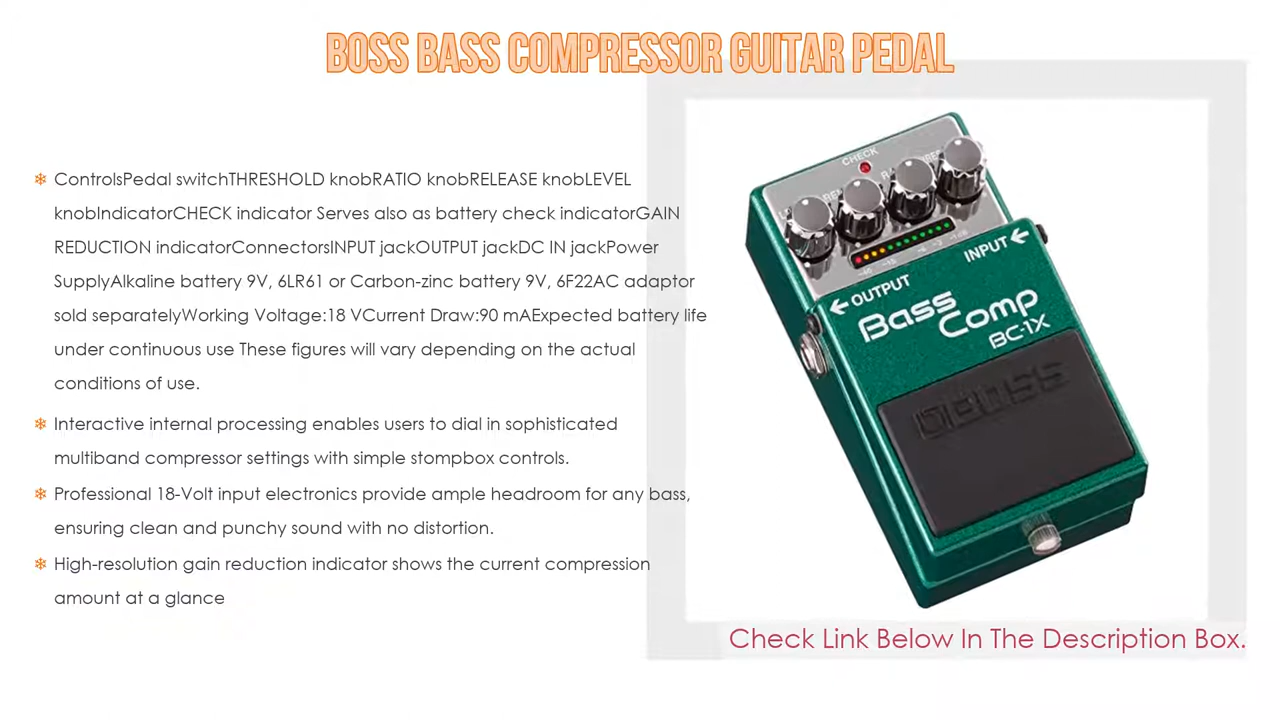 BOSS BASS COMPRESSOR GUITAR PEDAL
ControlsPedal switchTHRESHOLD knobRATIO knobRELEASE knobLEVEL
knobIndicatorCHECK indicator Serves also as battery check indicatorGAIN
REDUCTION indicatorConnectorsINPUT jackOUTPUT jackDC IN jackPower
SupplyAlkaline battery 9V, 6LR61 or Carbon-zinc battery 9V, 6F22AC adaptor
sold separatelyWorking Voltage:18 VCurrent Draw:90 mAExpected battery life
under continuous use These figures will vary depending on the actual
conditions of use.
Interactive internal processing enables users to dial in sophisticated
multiband compressor settings with simple stompbox controls.
Professional 18-Volt input electronics provide ample headroom for any bass,
ensuring clean and punchy sound with no distortion.
High-resolution gain reduction indicator shows the current compression
amount at a glance
CHECK
INPUT
OUTPUT
Bass
Comp
BC-1X
BOSS
Check Link Below In The Description Box.